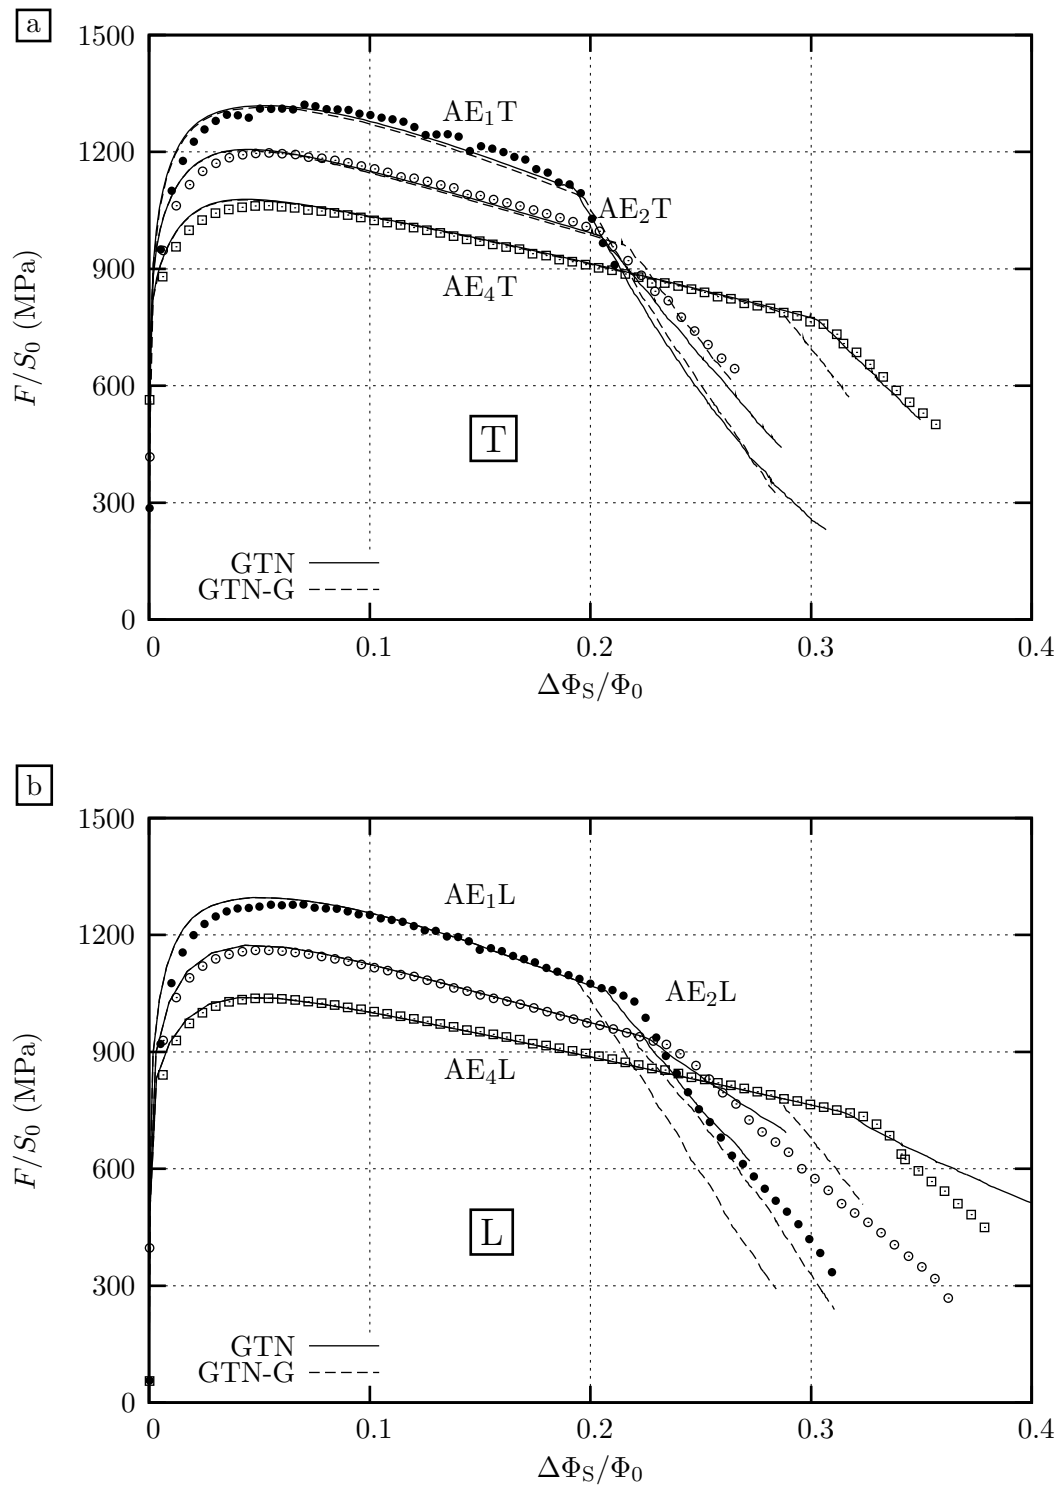 a
1500
1200
900
600
300
0
F/S₀ (MPa)
AE₁T
AE₂T
AE₄T
T
GTN
GTN-G
0 0.1 0.2 0.3 0.4
ΔΦ_S/Φ₀
b
1500
1200
900
600
300
0
F/S₀ (MPa)
AE₁L
AE₂L
AE₄L
L
GTN
GTN-G
0 0.1 0.2 0.3 0.4
ΔΦ_S/Φ₀